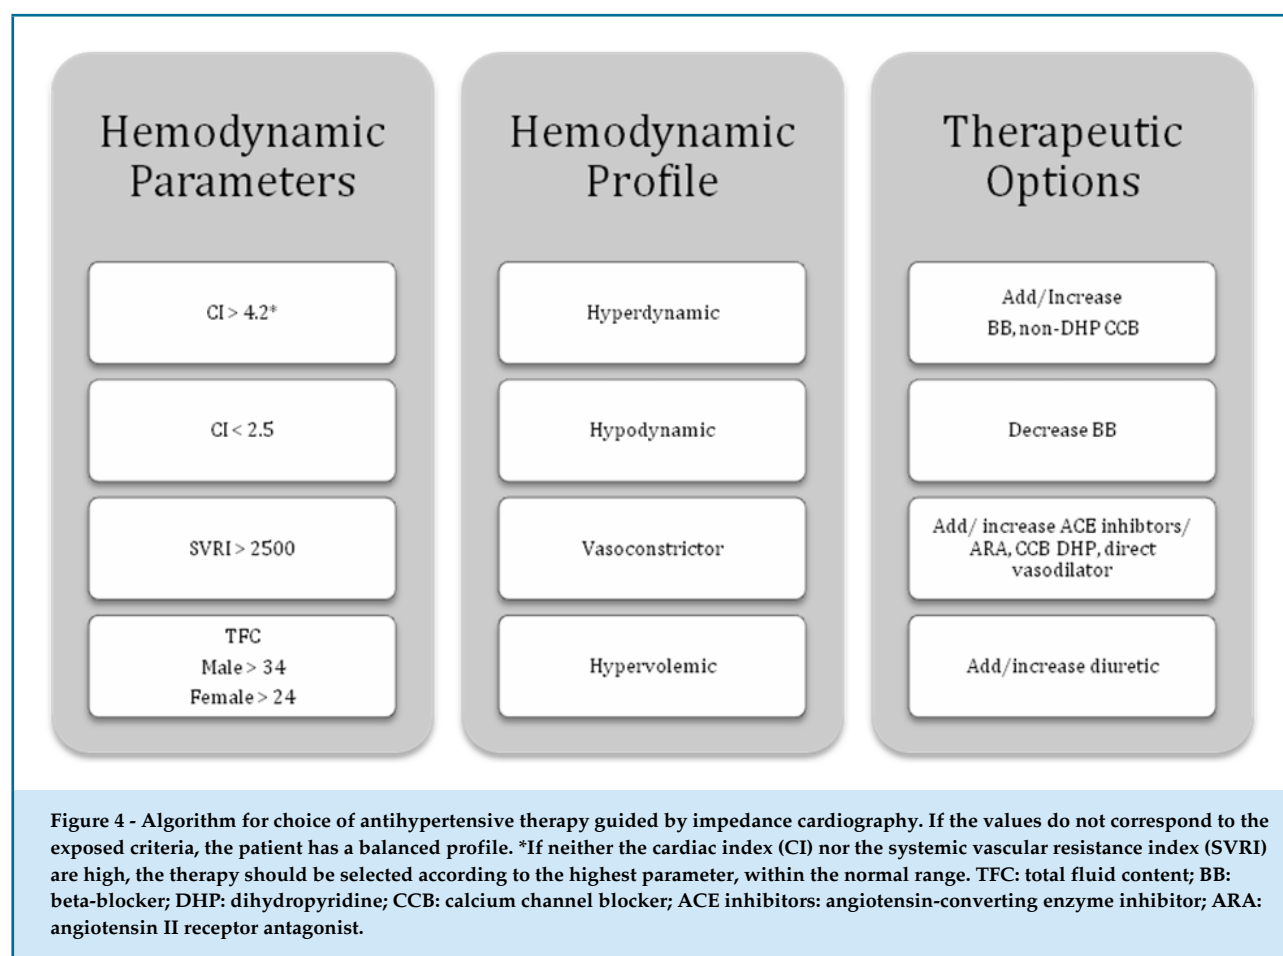 Hemodynamic
Parameters
CI > 4.2*
CI < 2.5
SVRI > 2500
TFC
Male > 34
Female > 24
Hemodynamic
Profile
Hyperdynamic
Hypodynamic
Vasoconstrictor
Hypervolemic
Therapeutic
Options
Add/Increase
BB, non-DHP CCB
Decrease BB
Add/ increase ACE inhibtors/
ARA, CCB DHP, direct
vasodilator
Add/increase diuretic
Figure 4 - Algorithm for choice of antihypertensive therapy guided by impedance cardiography. If the values do not correspond to the
exposed criteria, the patient has a balanced profile. *If neither the cardiac index (CI) nor the systemic vascular resistance index (SVRI)
are high, the therapy should be selected according to the highest parameter, within the normal range. TFC: total fluid content; BB:
beta-blocker; DHP: dihydropyridine; CCB: calcium channel blocker; ACE inhibitors: angiotensin-converting enzyme inhibitor; ARA:
angiotensin II receptor antagonist.